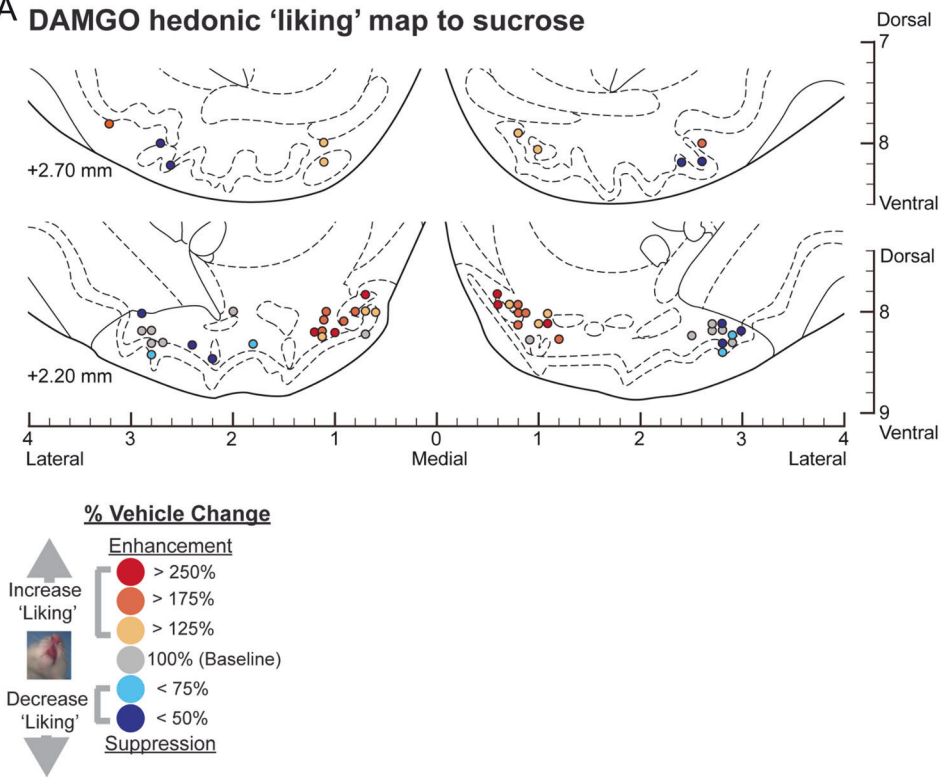 A
DAMGO hedonic ‘liking’ map to sucrose
Dorsal
7
8
Ventral
+2.70 mm
Dorsal
8
9
Ventral
+2.20 mm
4 3 2 1 0 1 2 3 4
Lateral Medial Lateral
% Vehicle Change
Enhancement
> 250%
> 175%
> 125%
100% (Baseline)
< 75%
< 50%
Suppression
Increase
‘Liking’
Decrease
‘Liking’